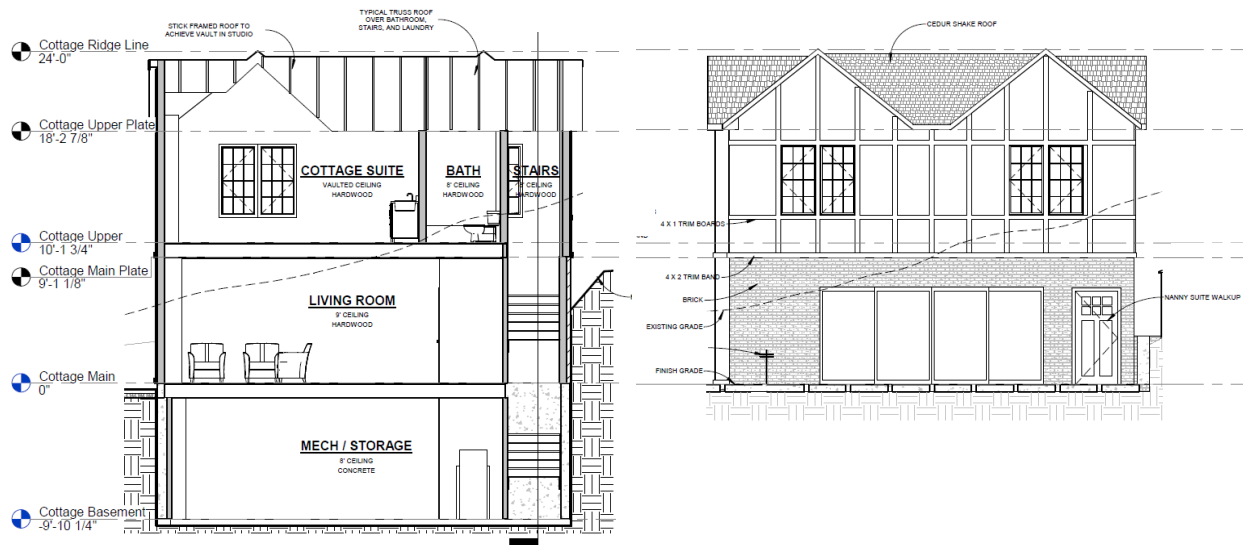 STICK FRAMED ROOF TO
ACHIEVE VAULT IN STUDIO
TYPICAL TRUSS ROOF
OVER BATHROOM,
STAIRS, AND LAUNDRY
CEDUR SHAKE ROOF
Cottage Ridge Line
24'-0"
Cottage Upper Plate
18'-2 7/8"
COTTAGE SUITE
VAULTED CEILING
HARDWOOD
BATH
8' CEILING
HARDWOOD
STAIRS
CEILING
HARDWOOD
4 X 1 TRIM BOARDS
Cottage Upper
10'-1 3/4"
Cottage Main Plate
9'-1 1/8"
4 X 2 TRIM BAND
BRICK
LIVING ROOM
9' CEILING
HARDWOOD
NANNY SUITE WALKUP
EXISTING GRADE
FINISH GRADE
Cottage Main
0"
MECH / STORAGE
8' CEILING
CONCRETE
Cottage Basement
-9'-10 1/4"